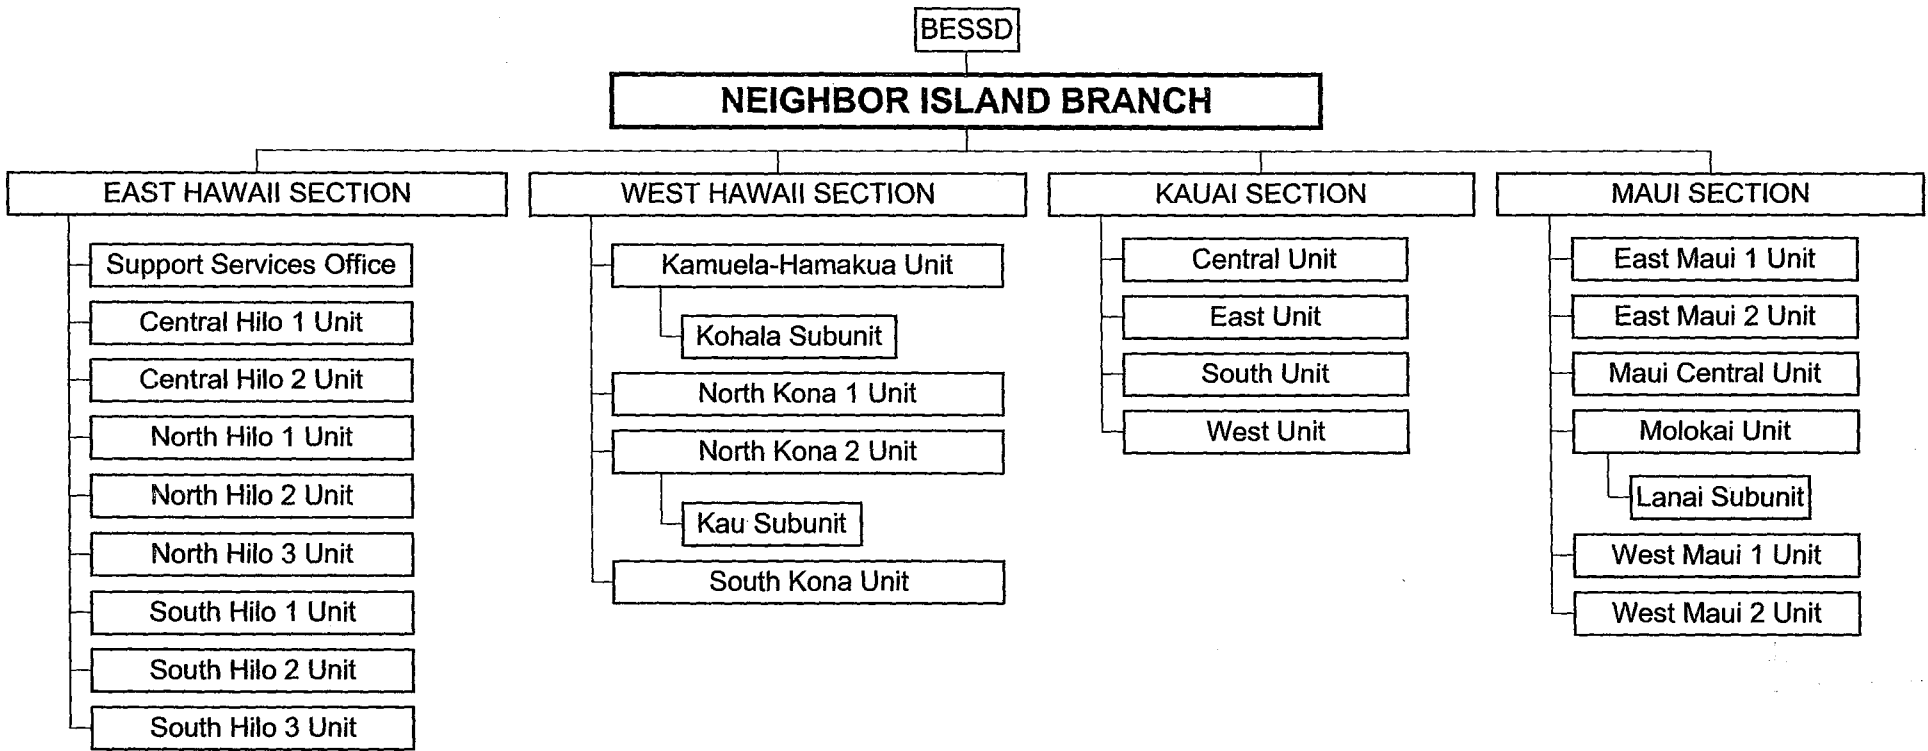 BESSD
NEIGHBOR ISLAND BRANCH
EAST HAWAII SECTION
Support Services Office
Central Hilo 1 Unit
Central Hilo 2 Unit
North Hilo 1 Unit
North Hilo 2 Unit
North Hilo 3 Unit
South Hilo 1 Unit
South Hilo 2 Unit
South Hilo 3 Unit
WEST HAWAII SECTION
Kamuela-Hamakua Unit
Kohala Subunit
North Kona 1 Unit
North Kona 2 Unit
Kau Subunit
South Kona Unit
KAUAI SECTION
Central Unit
East Unit
South Unit
West Unit
MAUI SECTION
East Maui 1 Unit
East Maui 2 Unit
Maui Central Unit
Molokai Unit
Lanai Subunit
West Maui 1 Unit
West Maui 2 Unit